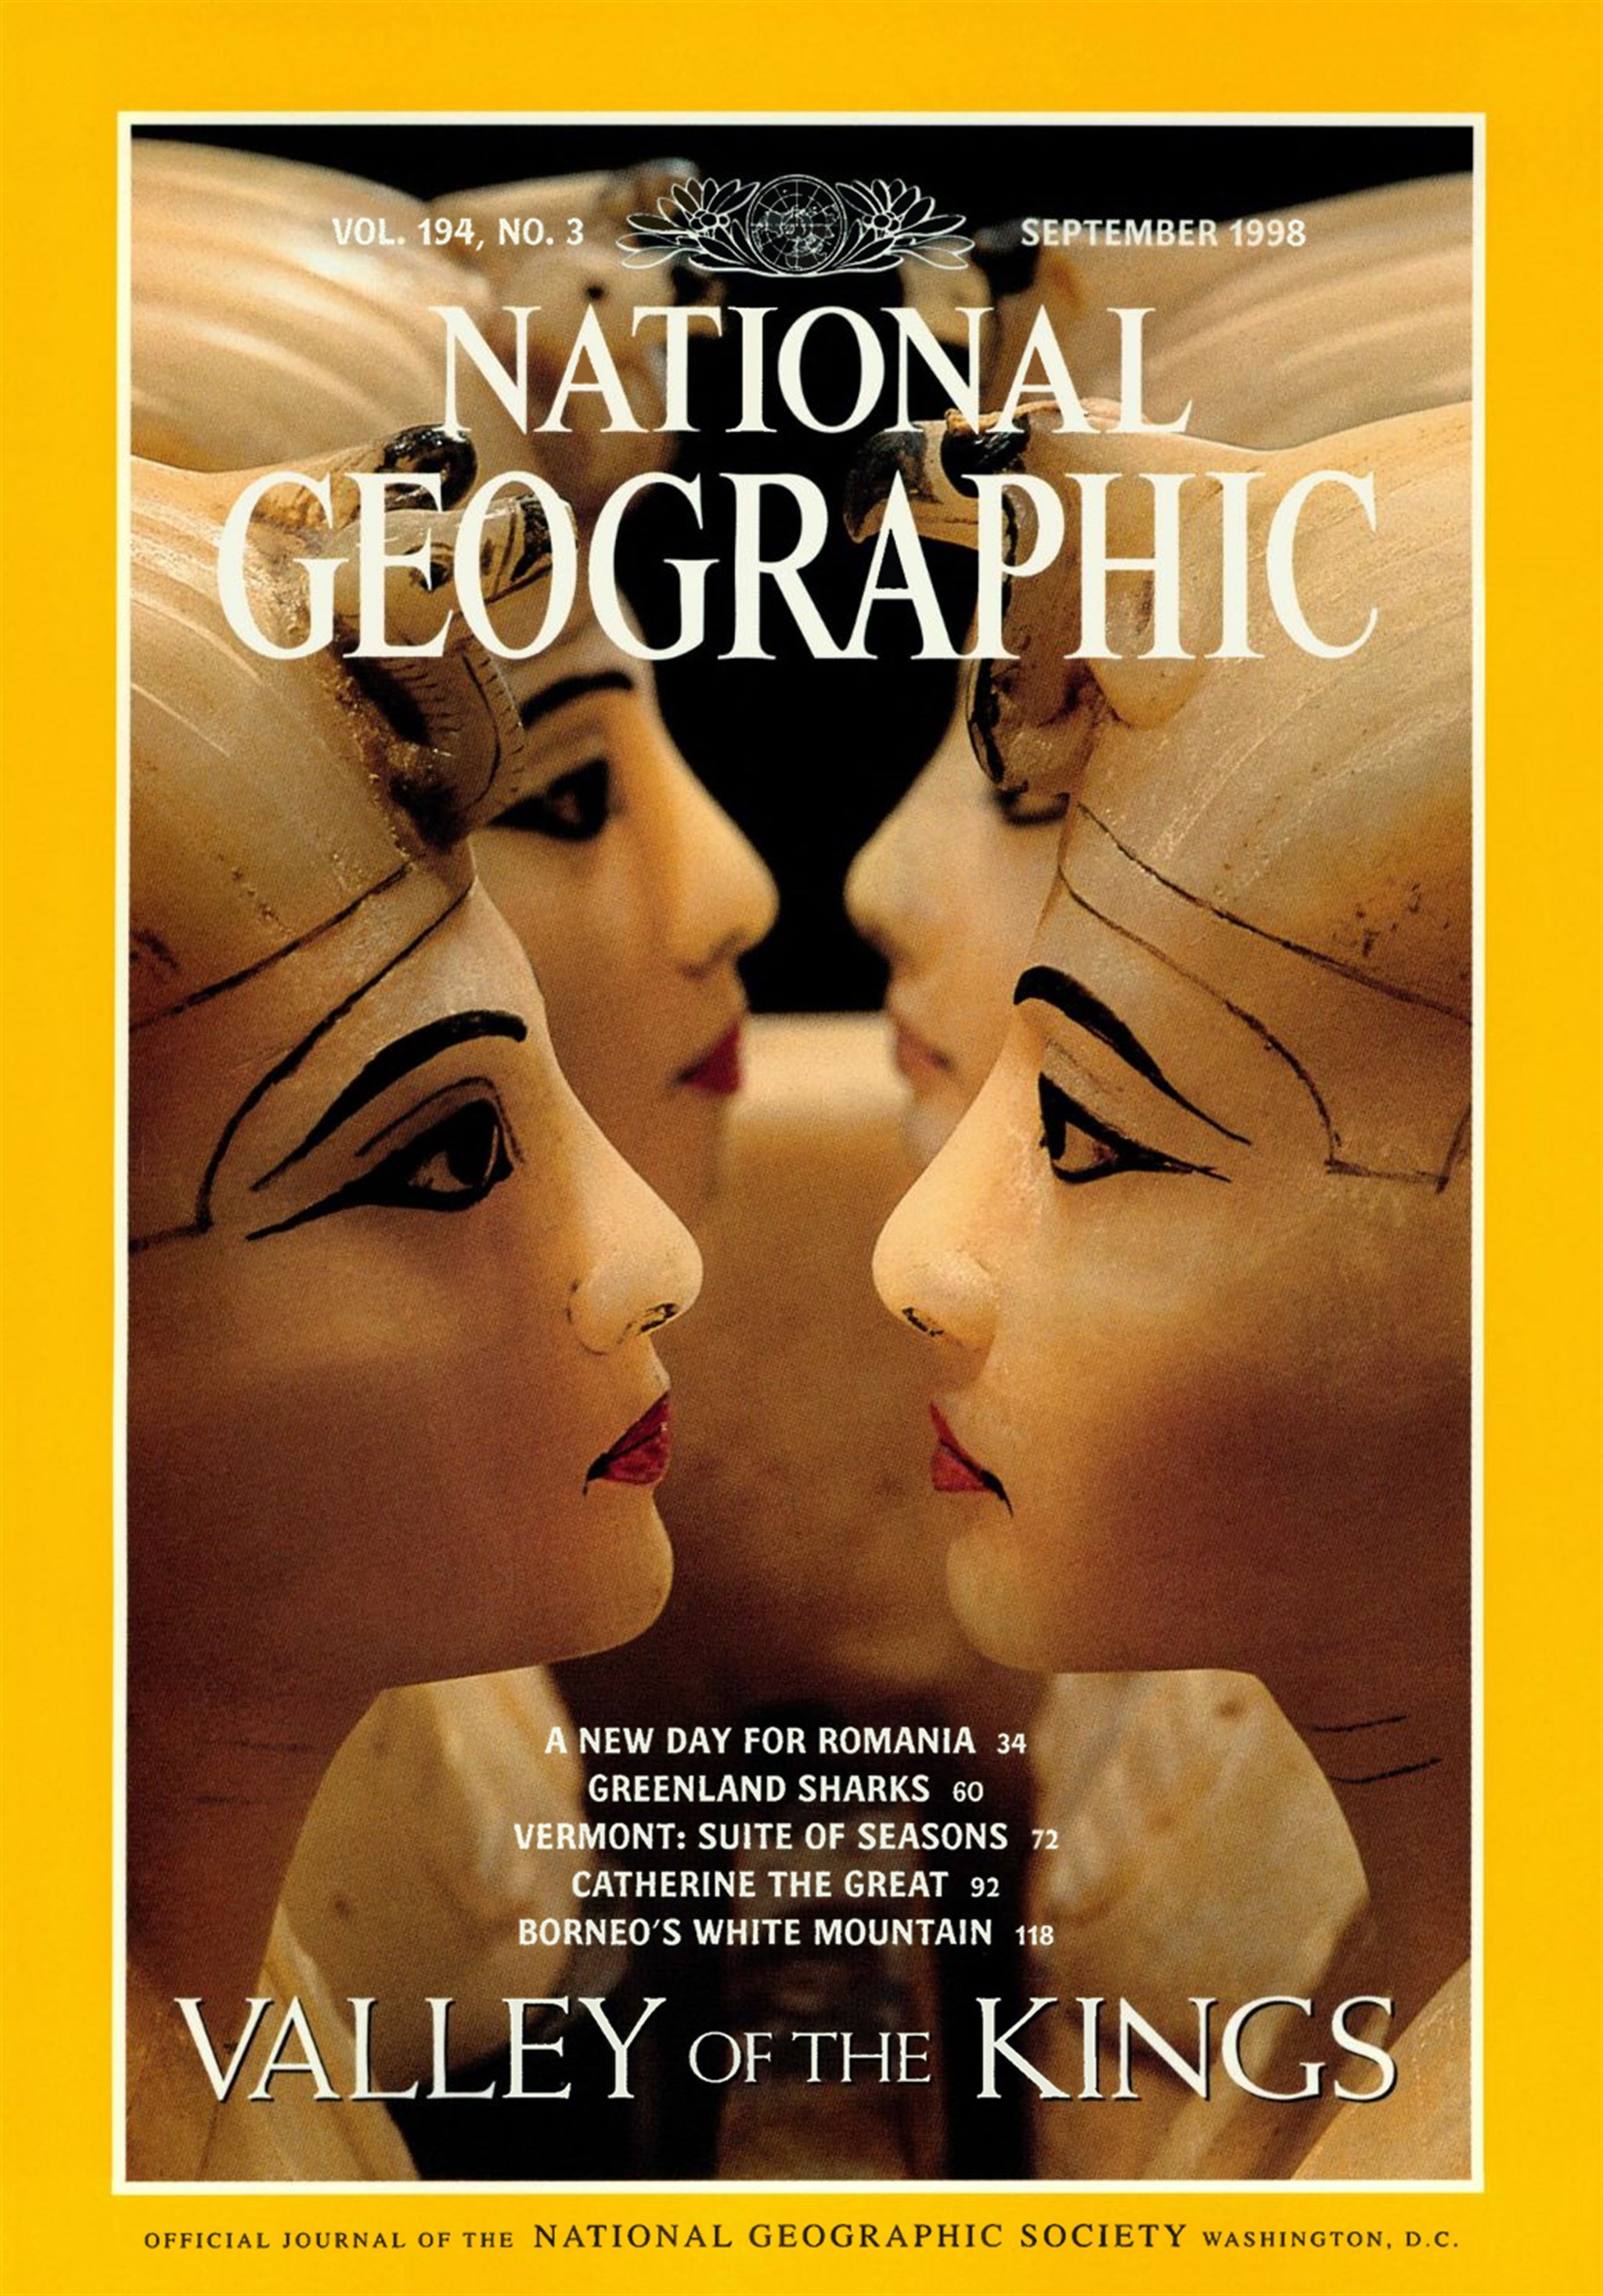 VOL. 194, NO. 3
SEPTEMBER 1998
NATIONAL
GEOGRAPHIC
A NEW DAY FOR ROMANIA 34
GREENLAND SHARKS 60
VERMONT: SUITE OF SEASONS 72
CATHERINE THE GREAT 92
BORNEO'S WHITE MOUNTAIN 118
VALLEY OF THE KINGS
OFFICIAL JOURNAL OF THE NATIONAL GEOGRAPHIC SOCIETY WASHINGTON, D.C.